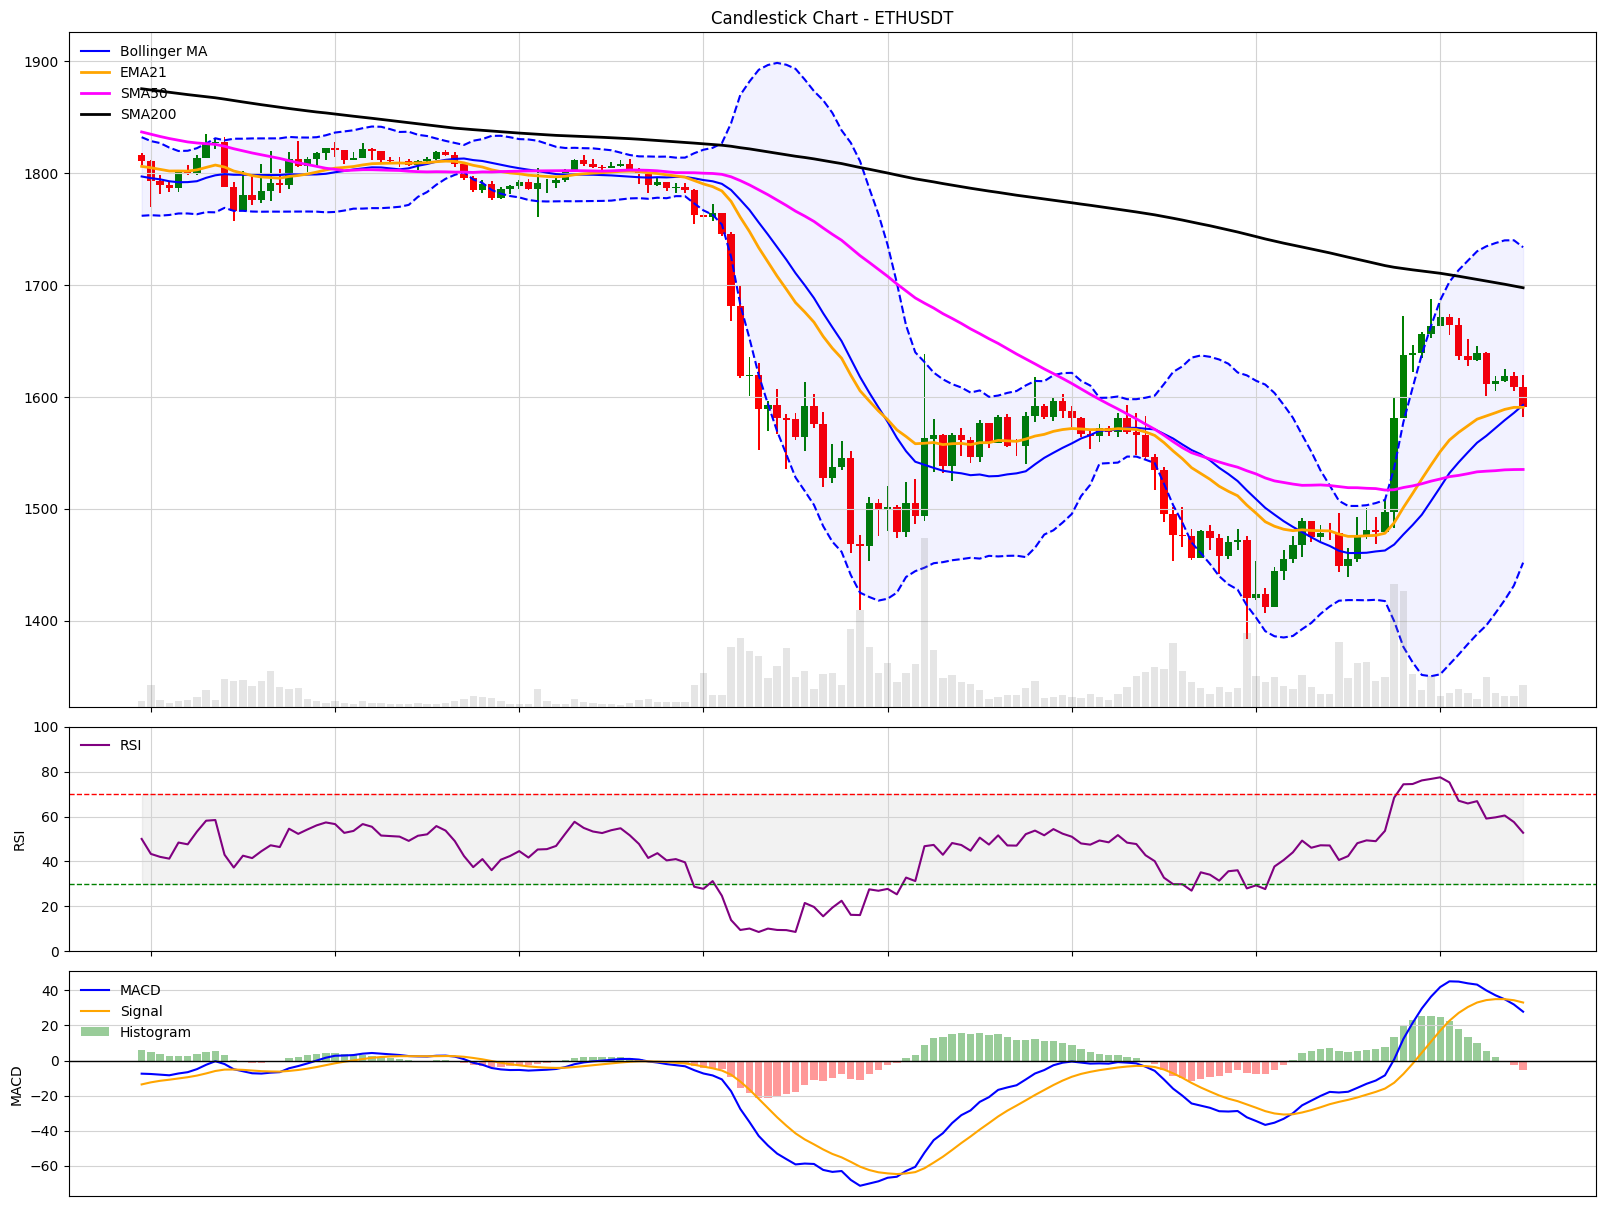 Candlestick Chart - ETHUSDT
Bollinger MA
EMA21
SMA50
SMA200
1900
1800
1700
1600
1500
1400
RSI
100
80
60
40
20
0
RSI
MACD
Signal
Histogram
40
20
0
−20
−40
−60
MACD